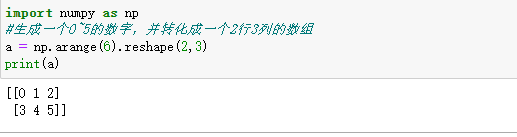 import numpy as np
#生成一个0~5的数字，并转化成一个2行3列的数组
a = np.arange(6).reshape(2,3)
print(a)
[[0 1 2]
 [3 4 5]]